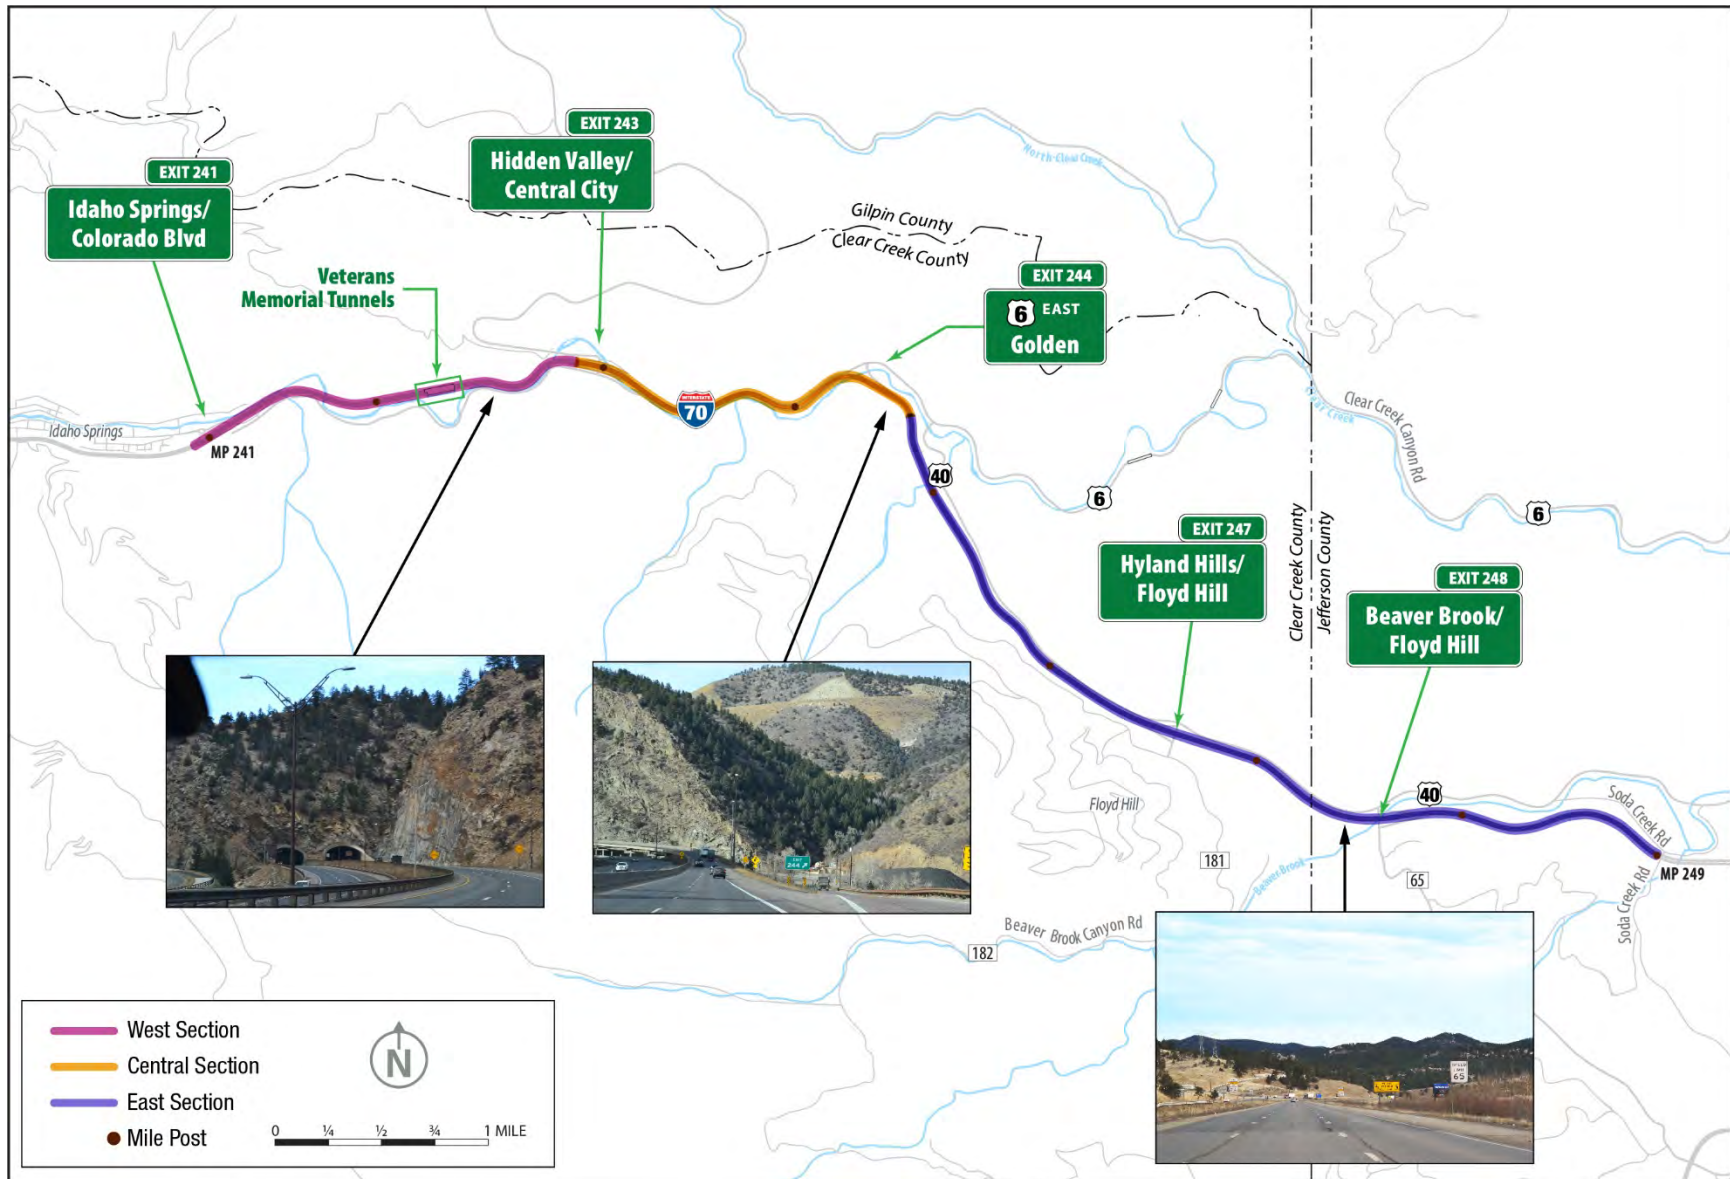 EXIT 241
Idaho Springs/
Colorado Blvd
EXIT 243
Hidden Valley/
Central City
Veterans
Memorial Tunnels
Gilpin County
Clear Creek County
North Clear Creek
EXIT 244
6 EAST
Golden
INTERSTATE
70
Idaho Springs
MP 241
40
6
Clear Creek
Clear Creek Canyon Rd
6
EXIT 247
Hyland Hills/
Floyd Hill
Clear Creek County
Jefferson County
EXIT 248
Beaver Brook/
Floyd Hill
40
Soda Creek Rd
MP 249
Soda Creek Rd
Floyd Hill
181
65
Beaver Brook
Beaver Brook Canyon Rd
182
EXIT
244
65
West Section
Central Section
East Section
Mile Post
N
0 ¼ ½ ¾ 1 MILE